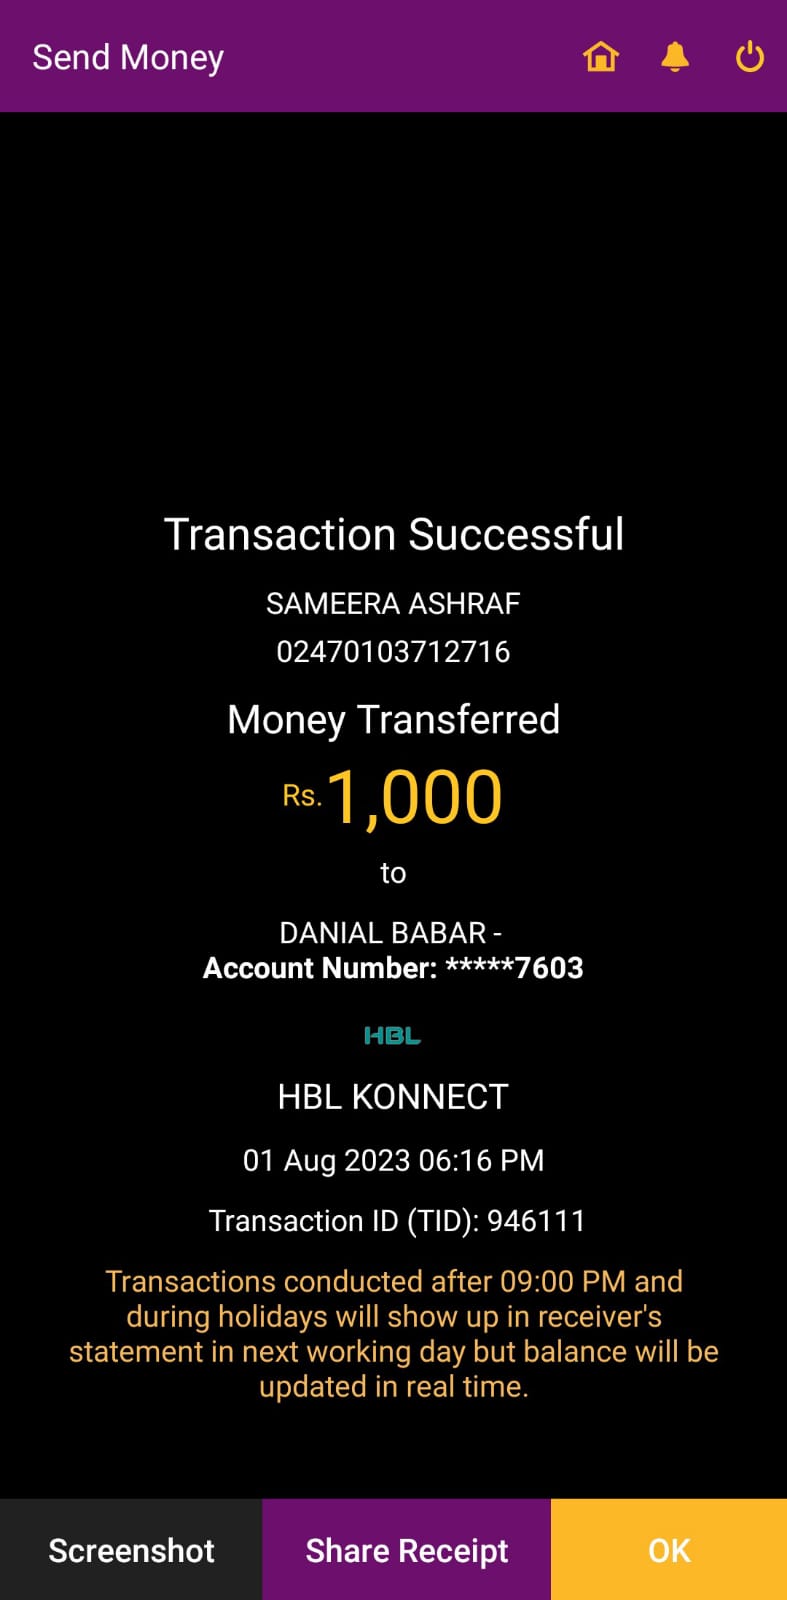 Send Money
Transaction Successful
SAMEERA ASHRAF
02470103712716
Money Transferred
Rs.1,000
to
DANIAL BABAR -
Account Number: *****7603
HBL
HBL KONNECT
01 Aug 2023 06:16 PM
Transaction ID (TID): 946111
Transactions conducted after 09:00 PM and
during holidays will show up in receiver's
statement in next working day but balance will be
updated in real time.
Screenshot
Share Receipt
OK